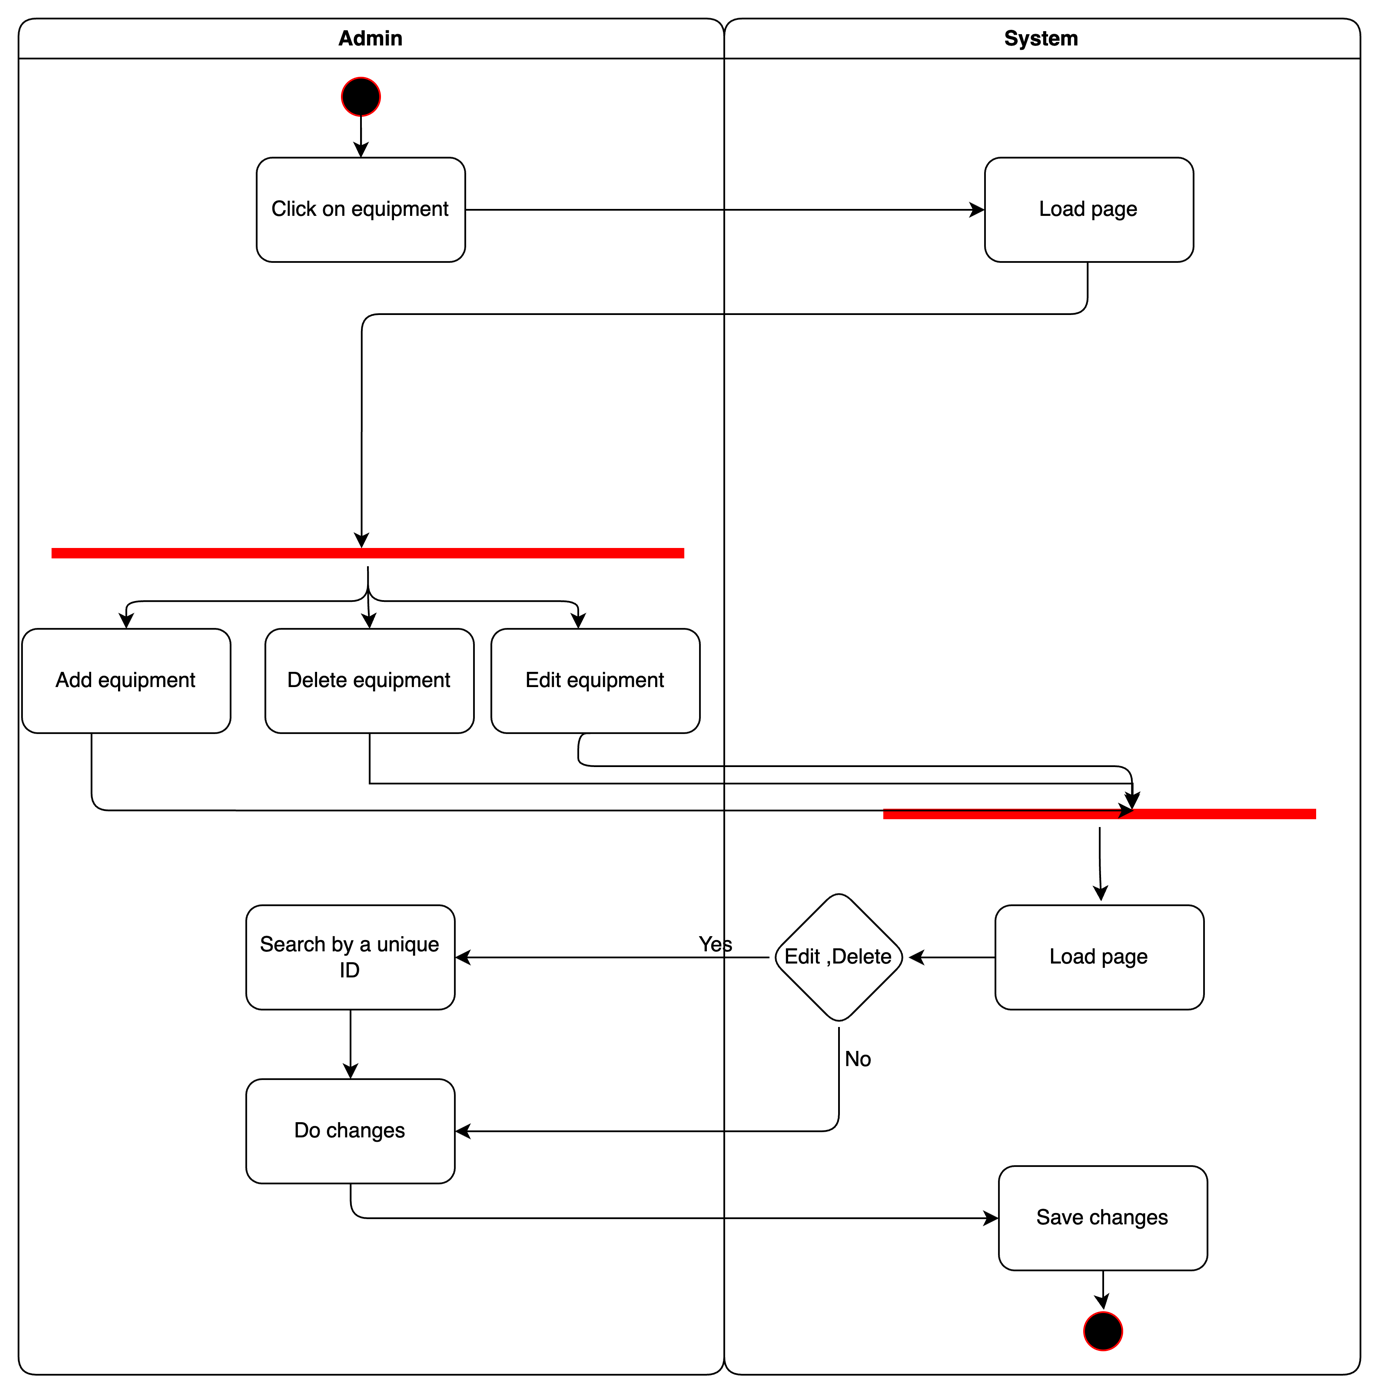 Admin
System
Click on equipment
Load page
Add equipment
Delete equipment
Edit equipment
Search by a unique
ID
Yes
Edit ,Delete
Load page
No
Do changes
Save changes